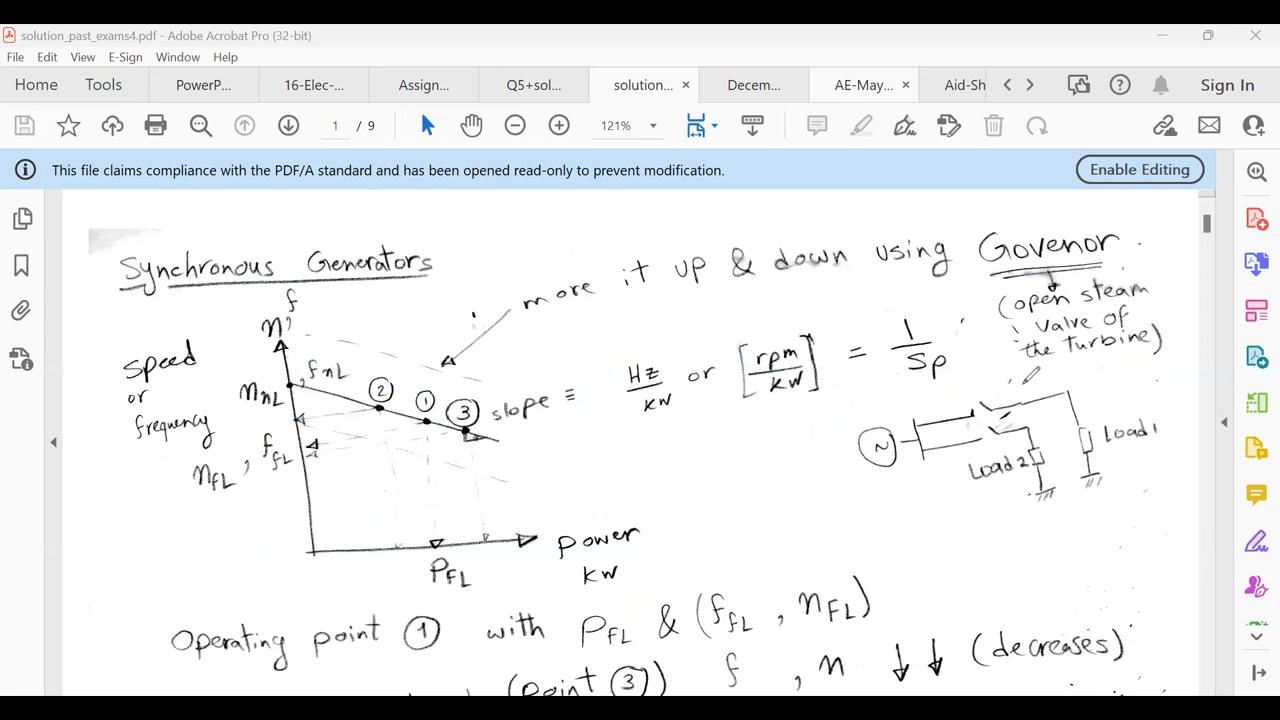 solution_past_exams4.pdf - Adobe Acrobat Pro (32-bit)
File Edit View E-Sign Window Help
Home Tools PowerP... 16-Elec-... Assign... Q5+sol... solution... × Decem... AE-May... × Aid-Sh Sign In
1 / 9 121%
This file claims compliance with the PDF/A standard and has been opened read-only to prevent modification. Enable Editing
Synchronous Generators
more it up & down using Govenor.
(open steam
valve of
the turbine)
f
n,
speed
or
frequency
n_nL , f_nL
② ① ③
n_FL , f_FL
slope ≡ Hz/kW or [rpm/kW] = 1/Sp
~
Load1
Load2
power
kW
P_FL
Operating point ① with P_FL & (f_FL , n_FL)
(point ③) f , n ↓ ↓ (decreases)